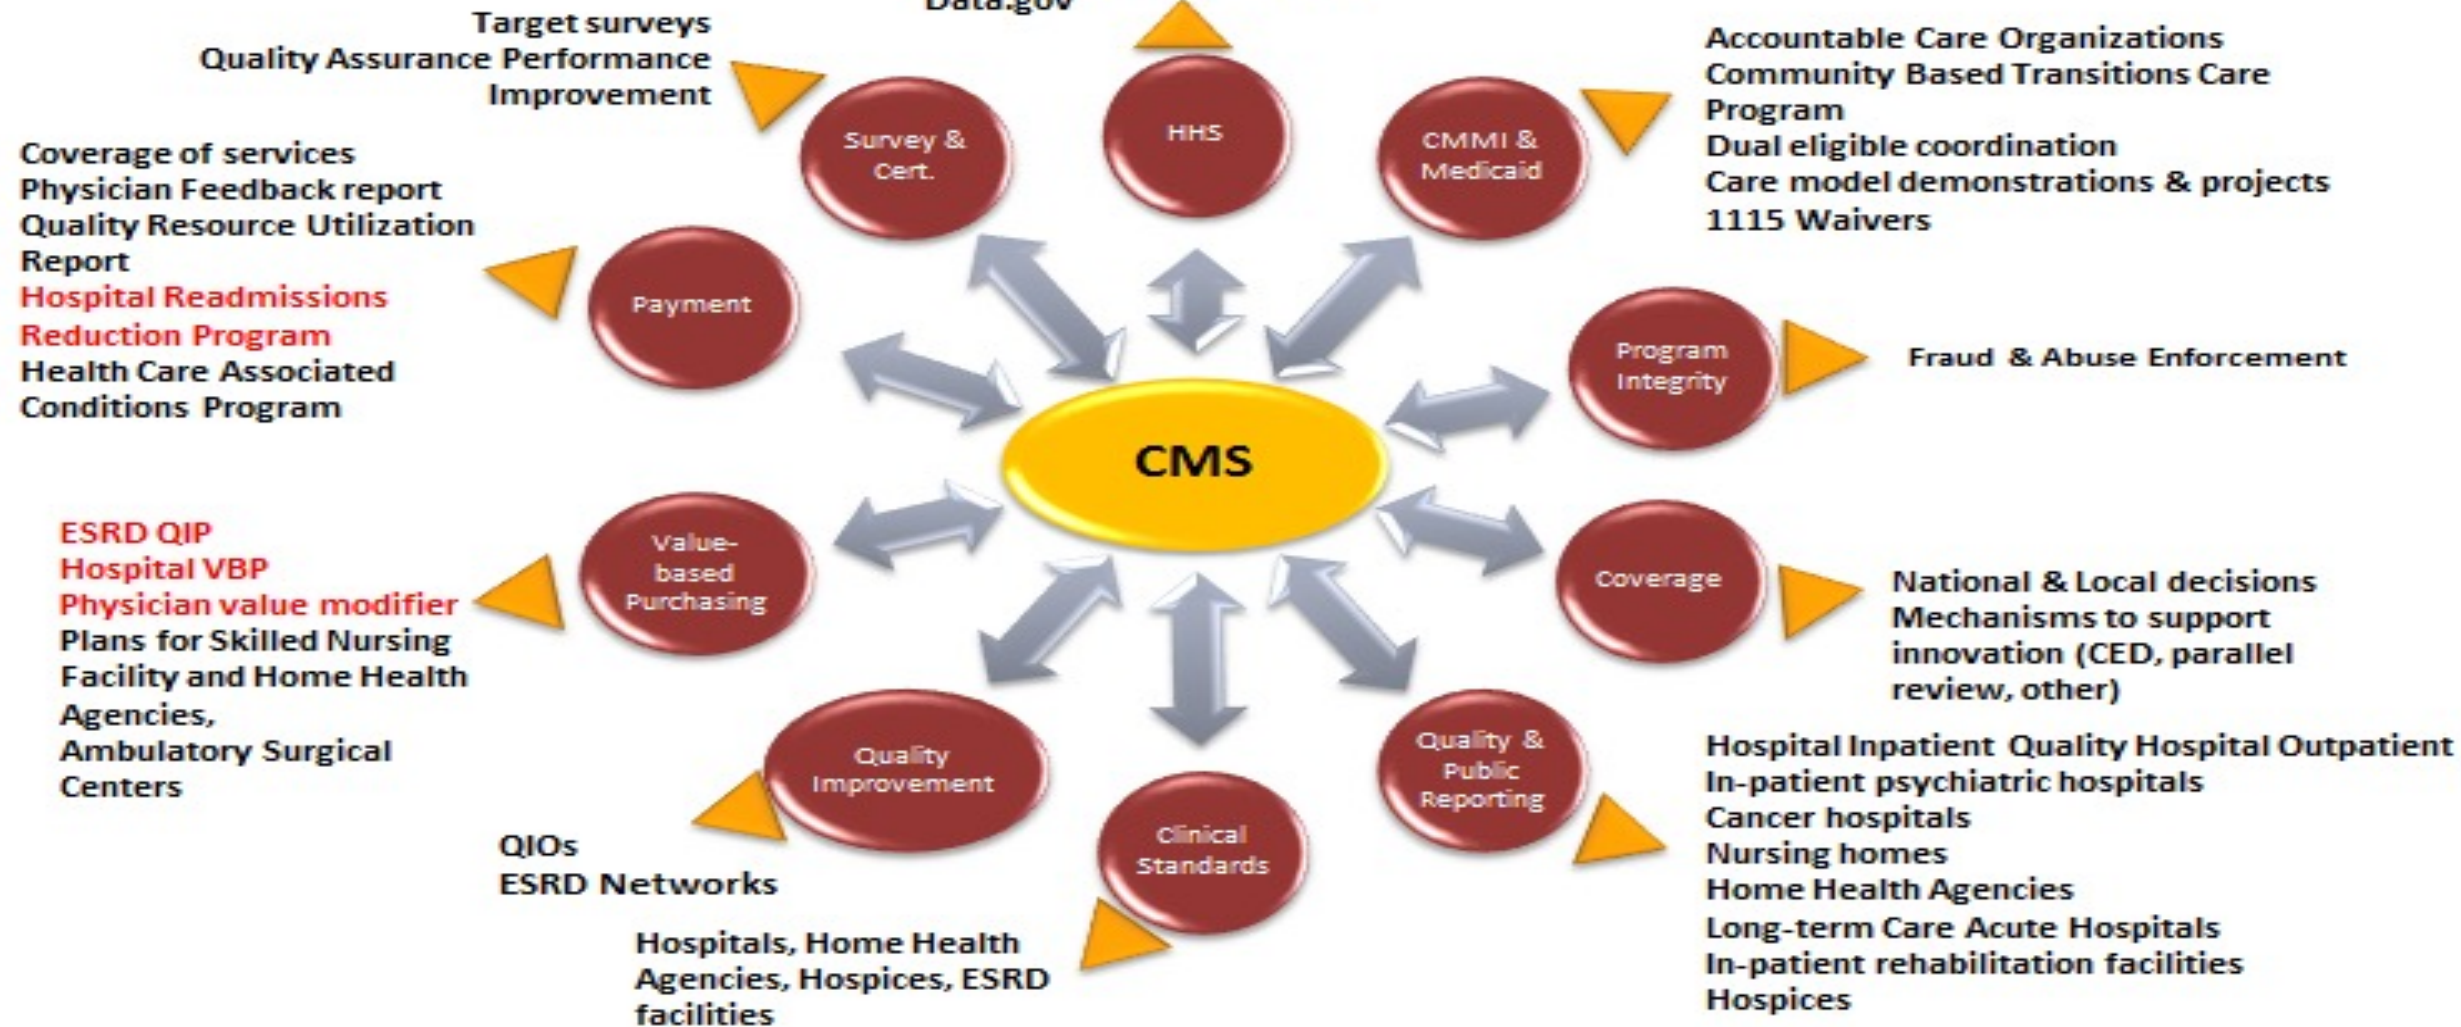 Data.gov
Target surveys
Quality Assurance Performance
Improvement
Survey &
Cert.
HHS
CMMI &
Medicaid
Accountable Care Organizations
Community Based Transitions Care
Program
Dual eligible coordination
Care model demonstrations & projects
1115 Waivers
Coverage of services
Physician Feedback report
Quality Resource Utilization
Report
Hospital Readmissions
Reduction Program
Health Care Associated
Conditions Program
Payment
Program
Integrity
Fraud & Abuse Enforcement
CMS
ESRD QIP
Hospital VBP
Physician value modifier
Plans for Skilled Nursing
Facility and Home Health
Agencies,
Ambulatory Surgical
Centers
Value-
based
Purchasing
Coverage
National & Local decisions
Mechanisms to support
innovation (CED, parallel
review, other)
Quality
Improvement
QIOs
ESRD Networks
Clinical
Standards
Hospitals, Home Health
Agencies, Hospices, ESRD
facilities
Quality &
Public
Reporting
Hospital Inpatient Quality Hospital Outpatient
In-patient psychiatric hospitals
Cancer hospitals
Nursing homes
Home Health Agencies
Long-term Care Acute Hospitals
In-patient rehabilitation facilities
Hospices